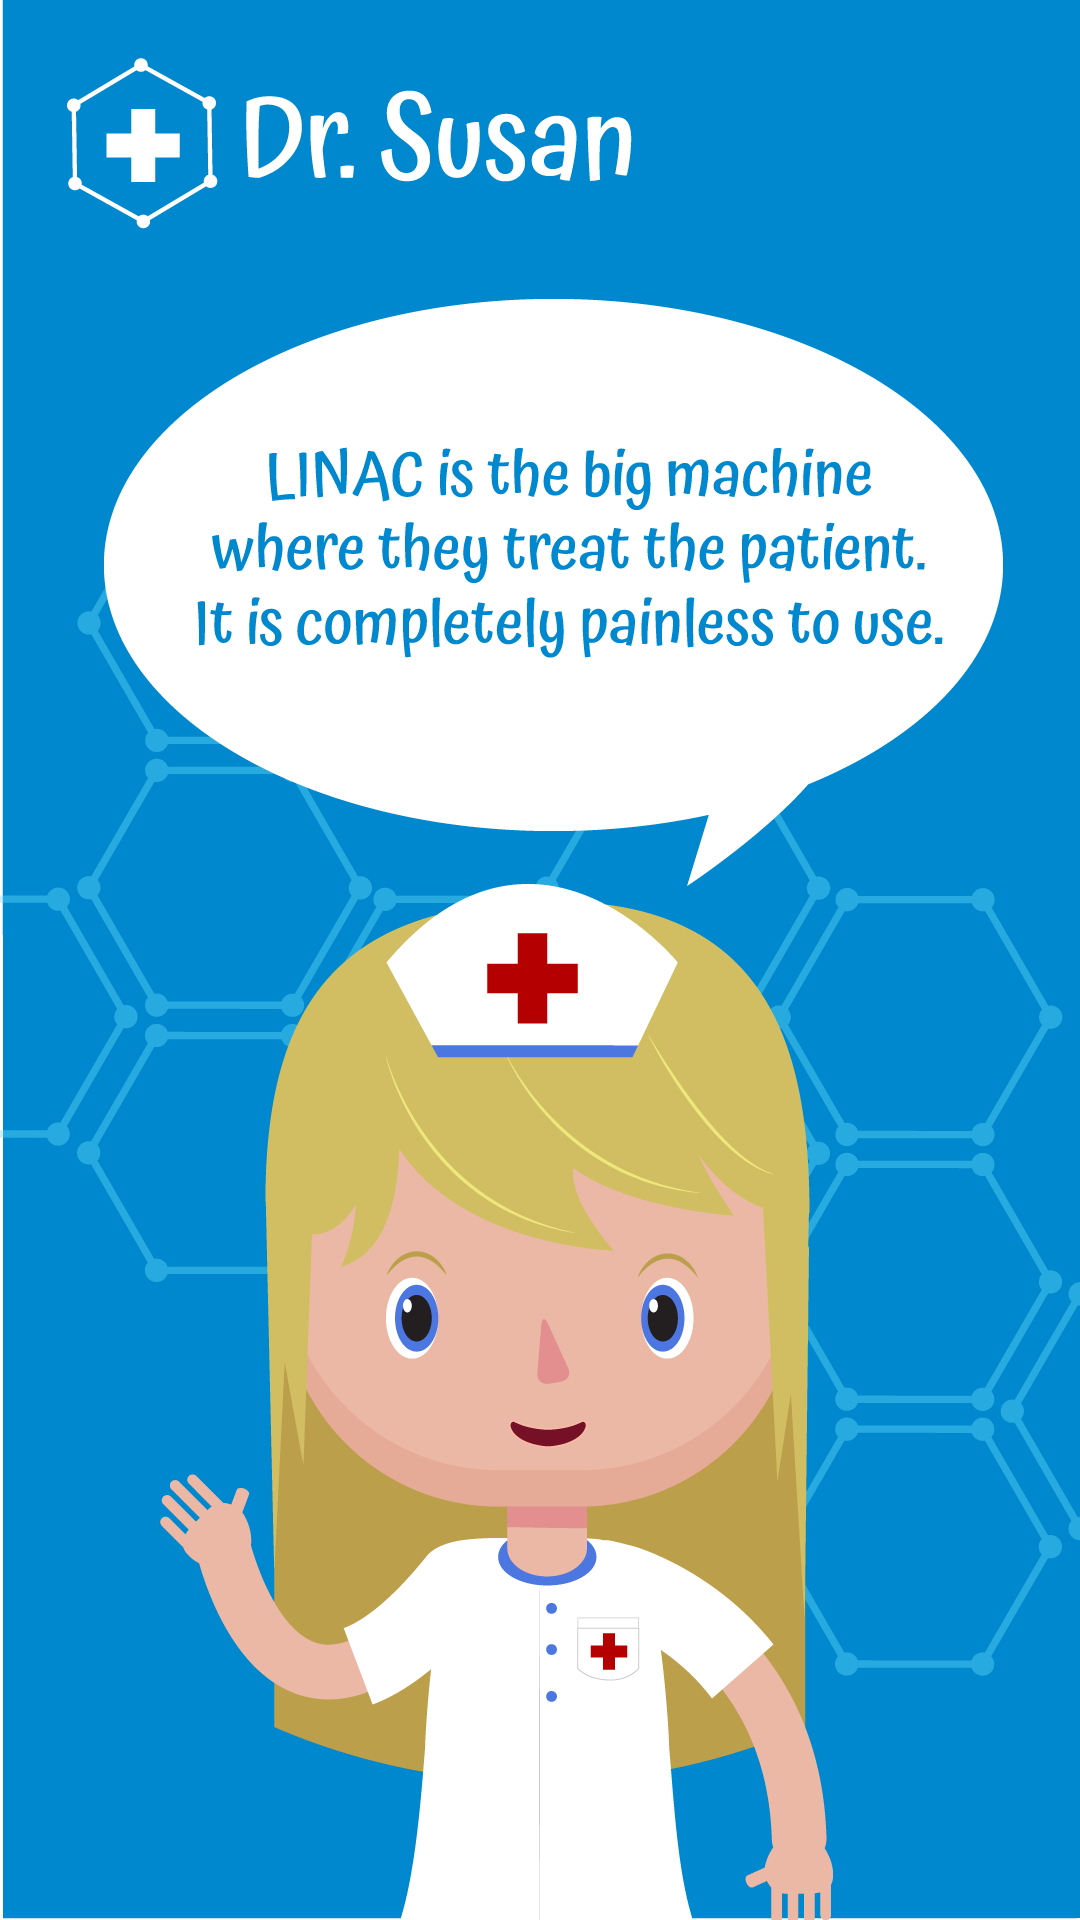 Dr. Susan
LINAC is the big machine
where they treat the patient.
It is completely painless to use.